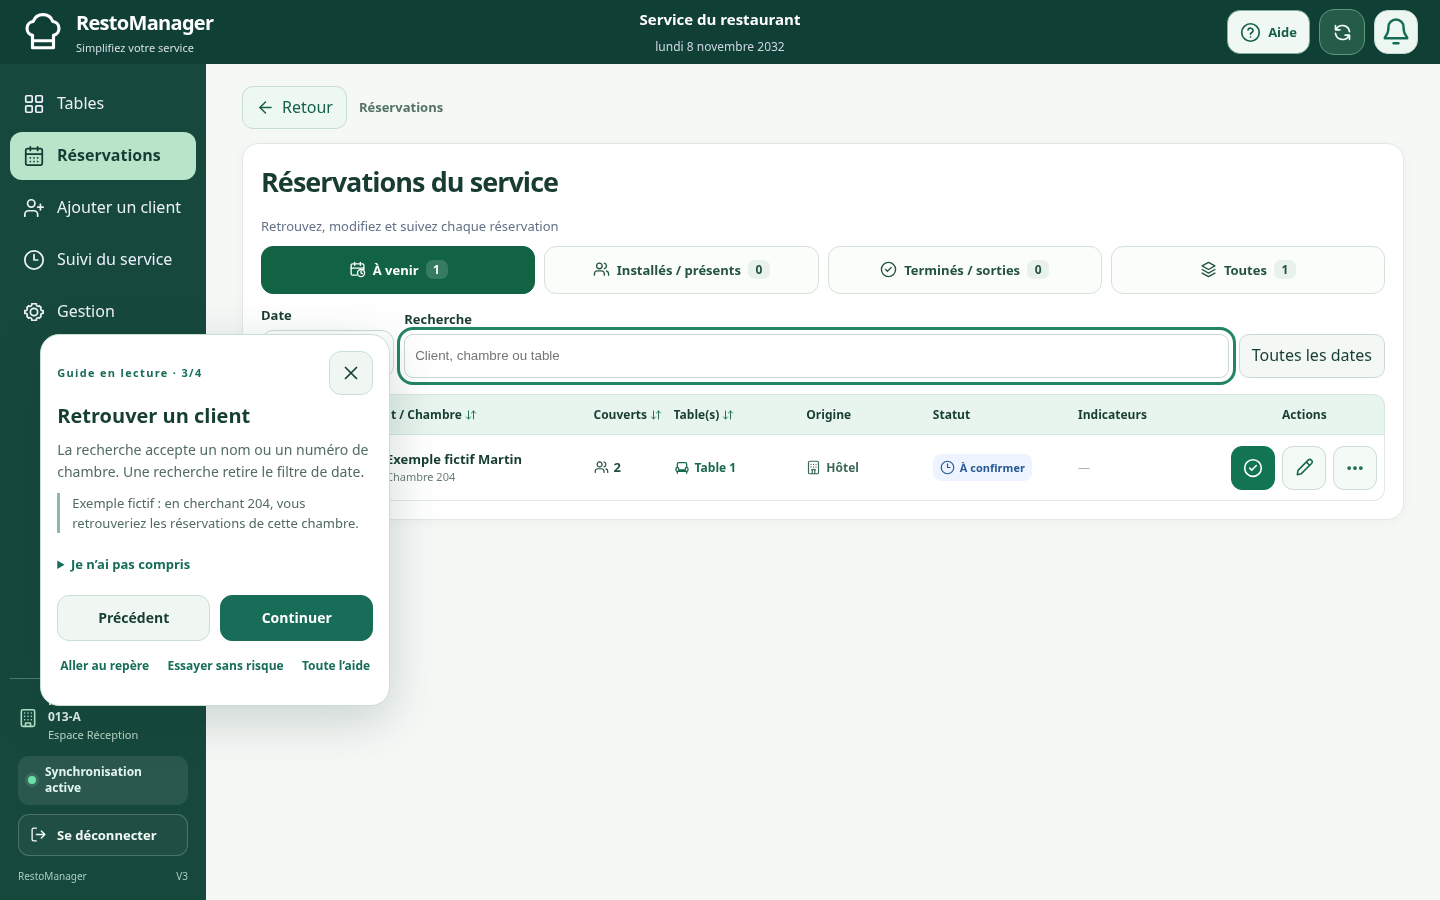 RestoManager
Simplifiez votre service
Service du restaurant
lundi 8 novembre 2032
Aide
Tables
Réservations
Ajouter un client
Suivi du service
Gestion
Retour
Réservations
Réservations du service
Retrouvez, modifiez et suivez chaque réservation
À venir 1
Installés / présents 0
Terminés / sorties 0
Toutes 1
Date
Recherche
Client, chambre ou table
Toutes les dates
t / Chambre
Couverts
Table(s)
Origine
Statut
Indicateurs
Actions
Exemple fictif Martin
Chambre 204
2
Table 1
Hôtel
À confirmer
—
Guide en lecture · 3/4
Retrouver un client
La recherche accepte un nom ou un numéro de
chambre. Une recherche retire le filtre de date.
Exemple fictif : en cherchant 204, vous
retrouveriez les réservations de cette chambre.
Je n’ai pas compris
Précédent
Continuer
Aller au repère
Essayer sans risque
Toute l’aide
013-A
Espace Réception
Synchronisation
active
Se déconnecter
RestoManager
V3